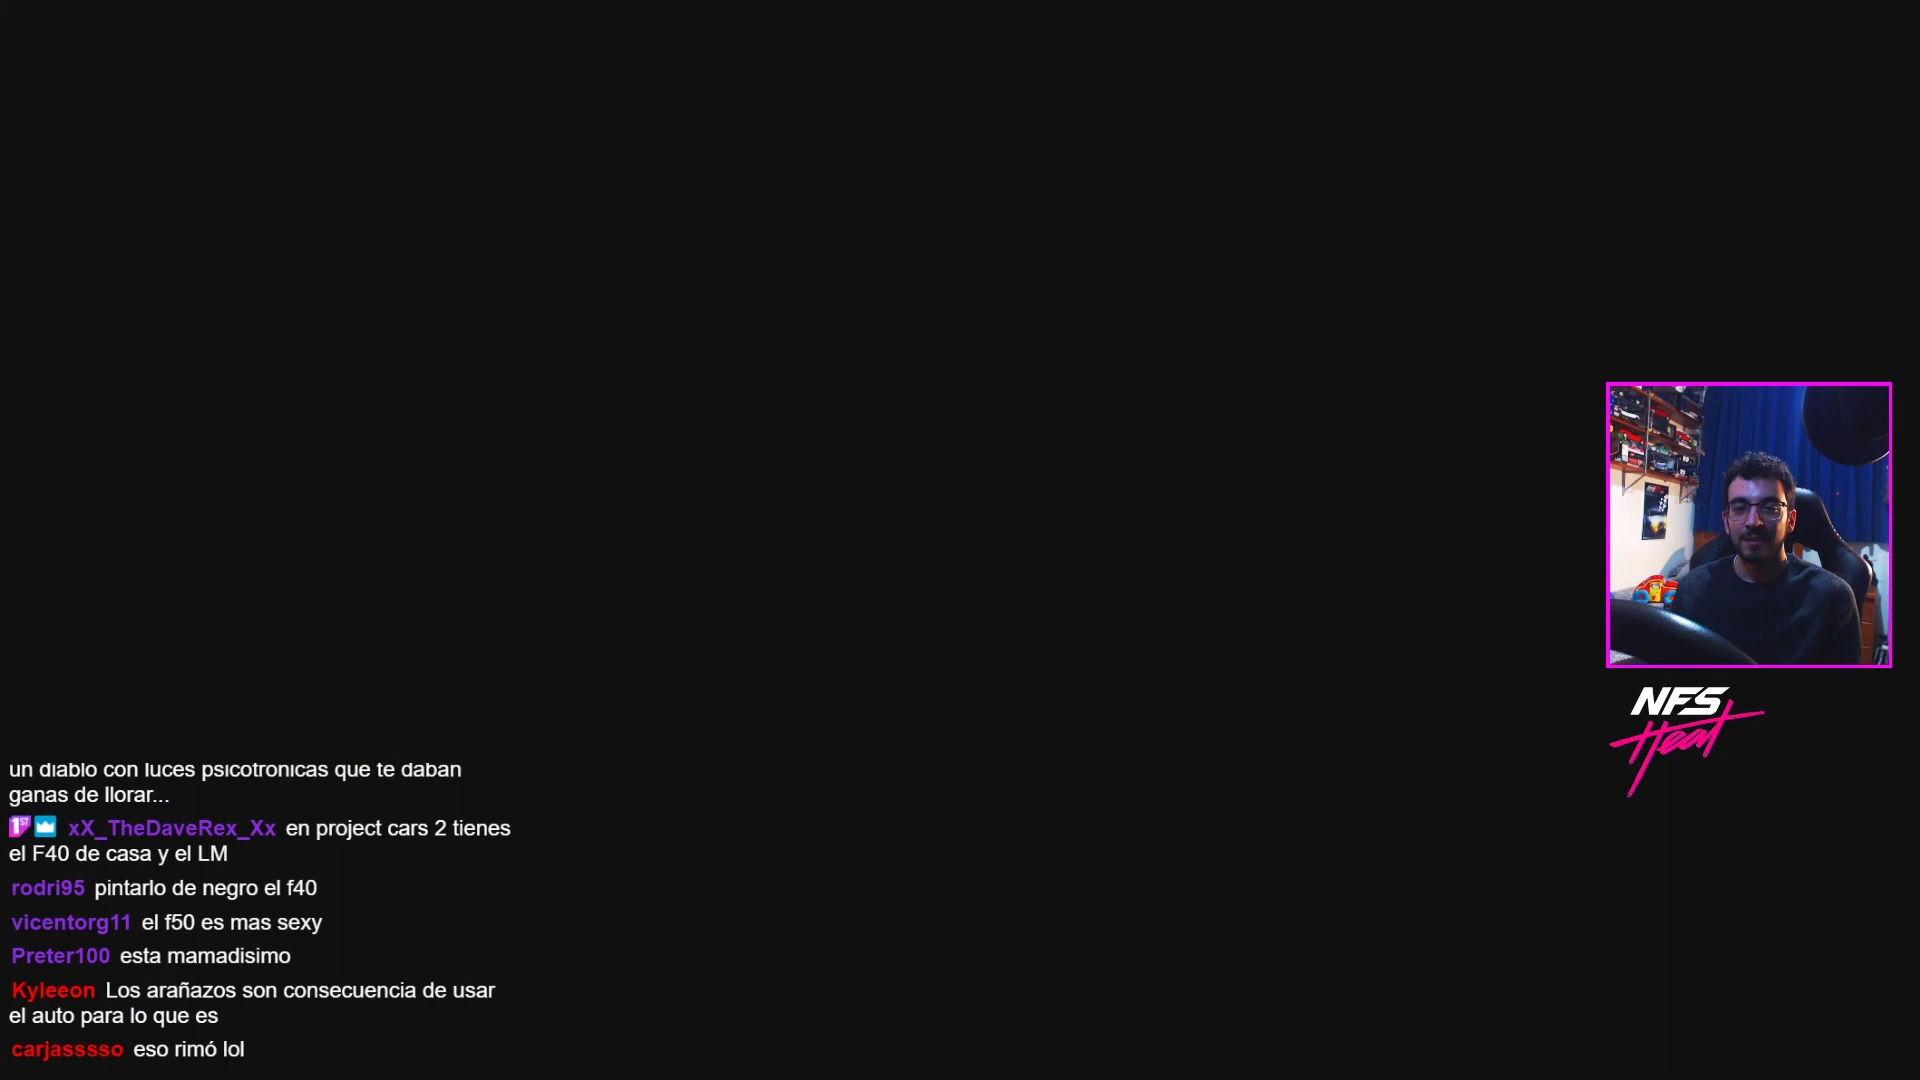 un diablo con luces psicotronicas que te daban
ganas de llorar...
1ST xX_TheDaveRex_Xx en project cars 2 tienes
el F40 de casa y el LM
rodri95 pintarlo de negro el f40
vicentorg11 el f50 es mas sexy
Preter100 esta mamadisimo
Kyleeon Los arañazos son consecuencia de usar
el auto para lo que es
carjasssso eso rimó lol
NFS
Heat